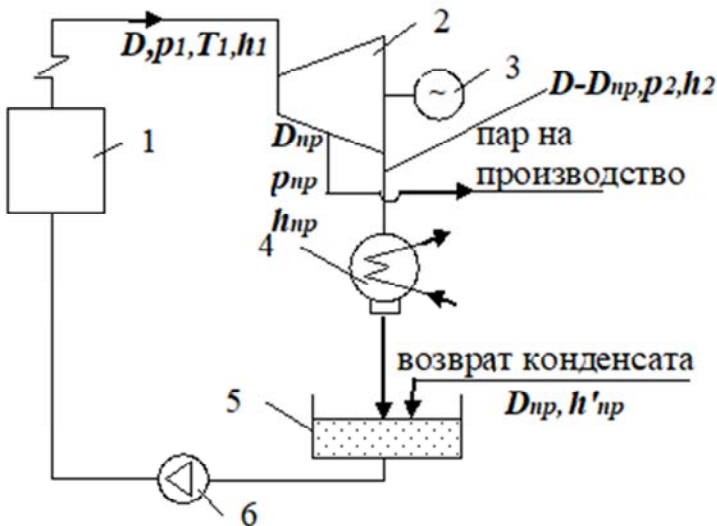 D,p1,T1,h1
2
3
D-Dпр,p2,h2
1
Dпр
пар на
pпр
производство
hпр
4
~
возврат конденсата
5
Dпр, h'пр
6